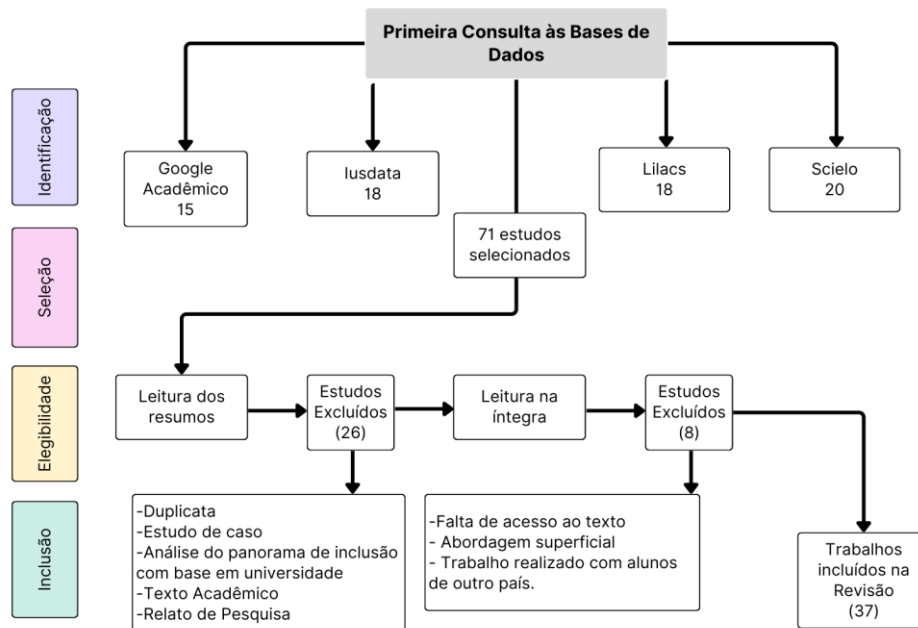 Primeira Consulta às Bases de
Dados
Identificação
Google
Acadêmico
15
Iusdata
18
Lilacs
18
Scielo
20
Seleção
71 estudos
selecionados
Elegibilidade
Leitura dos
resumos
Estudos
Excluídos
(26)
Leitura na
íntegra
Estudos
Excluídos
(8)
Inclusão
-Duplicata
-Estudo de caso
-Análise do panorama de inclusão
com base em universidade
-Texto Acadêmico
-Relato de Pesquisa
-Falta de acesso ao texto
- Abordagem superficial
- Trabalho realizado com alunos
de outro país.
Trabalhos
incluídos na
Revisão
(37)